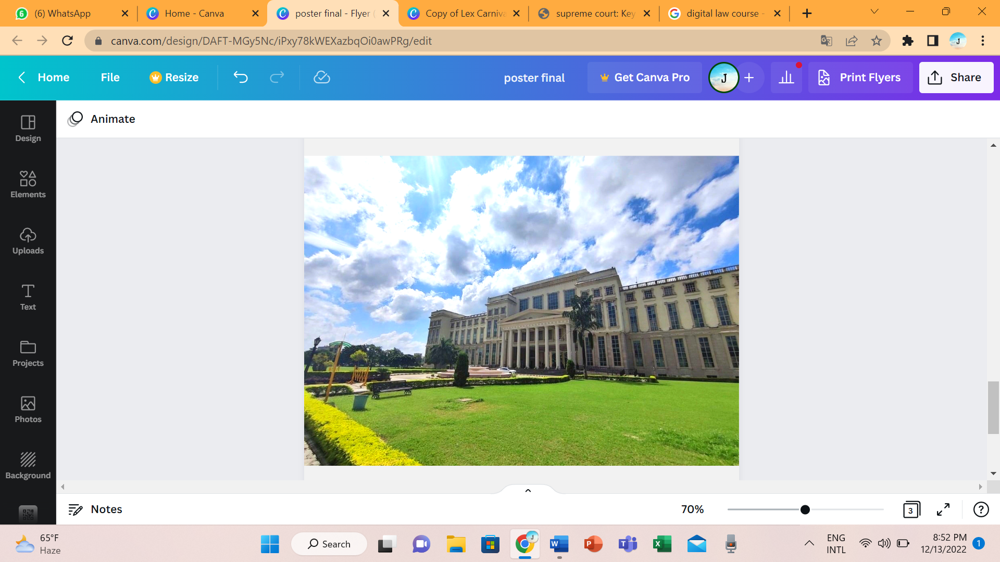 (6) WhatsApp
Home - Canva
poster final - Flyer (
Copy of Lex Carniva
supreme court: Key
digital law course -
canva.com/design/DAFT-MGy5Nc/iPxy78kWEXazbqOi0awPRg/edit
J
Home
File
Resize
poster final
Get Canva Pro
J
Print Flyers
Share
Animate
Design
Elements
Uploads
Text
Projects
Photos
Background
Notes
70%
3
65°F
Haze
Search
ENG
INTL
8:52 PM
12/13/2022
1